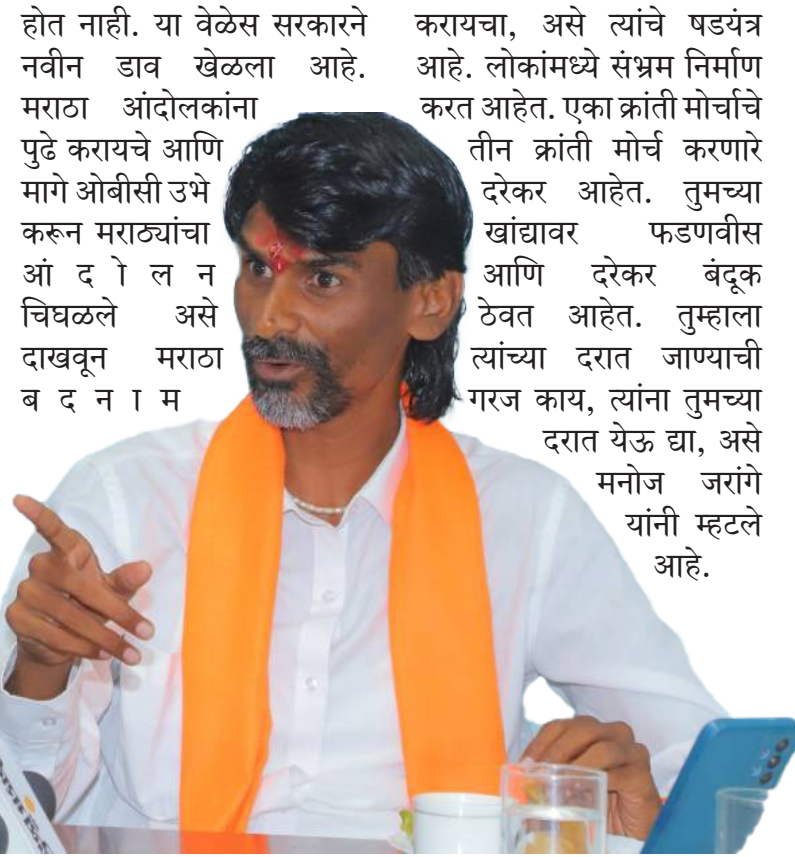 होत नाही. या वेळेस सरकारने
नवीन डाव खेळला आहे.
मराठा आंदोलकांना
पुढे करायचे आणि
मागे ओबीसी उभे
करून मराठ्यांचा
आं द ो ल न
चिघळले असे
दाखवून मराठा
ब द न ा म
करायचा, असे त्यांचे षडयंत्र
आहे. लोकांमध्ये संभ्रम निर्माण
करत आहेत. एका क्रांती मोर्चाचे
तीन क्रांती मोर्च करणारे
दरेकर आहेत. तुमच्या
खांद्यावर फडणवीस
आणि दरेकर बंदूक
ठेवत आहेत. तुम्हाला
त्यांच्या दरात जाण्याची
गरज काय, त्यांना तुमच्या
दरात येऊ द्या, असे
मनोज जरांगे
यांनी म्हटले
आहे.